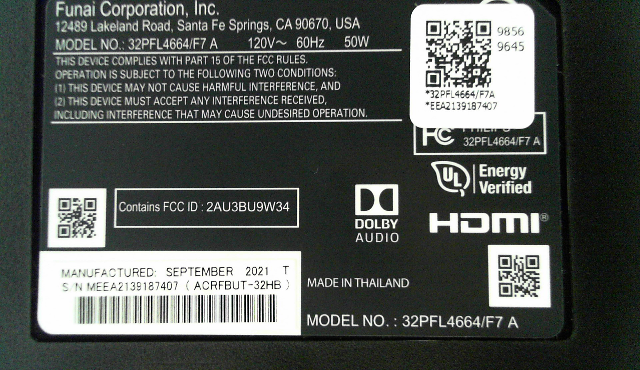 Funai Corporation, Inc.
12489 Lakeland Road, Santa Fe Springs, CA 90670, USA
MODEL NO.: 32PFL4664/F7 A 120V～ 60Hz 50W
THIS DEVICE COMPLIES WITH PART 15 OF THE FCC RULES.
OPERATION IS SUBJECT TO THE FOLLOWING TWO CONDITIONS:
(1) THIS DEVICE MAY NOT CAUSE HARMFUL INTERFERENCE, AND
(2) THIS DEVICE MUST ACCEPT ANY INTERFERENCE RECEIVED,
INCLUDING INTERFERENCE THAT MAY CAUSE UNDESIRED OPERATION.
9856
9645
*32PFL4664/F7A
*EEA2139187407
FC PHILIPS
32PFL4664/F7 A
UL Energy
Verified
Contains FCC ID : 2AU3BU9W34
DOLBY
AUDIO
HDMI®
MANUFACTURED: SEPTEMBER 2021 T
S/N MEEA2139187407 ( ACRFBUT-32HB )
MADE IN THAILAND
MODEL NO. : 32PFL4664/F7 A